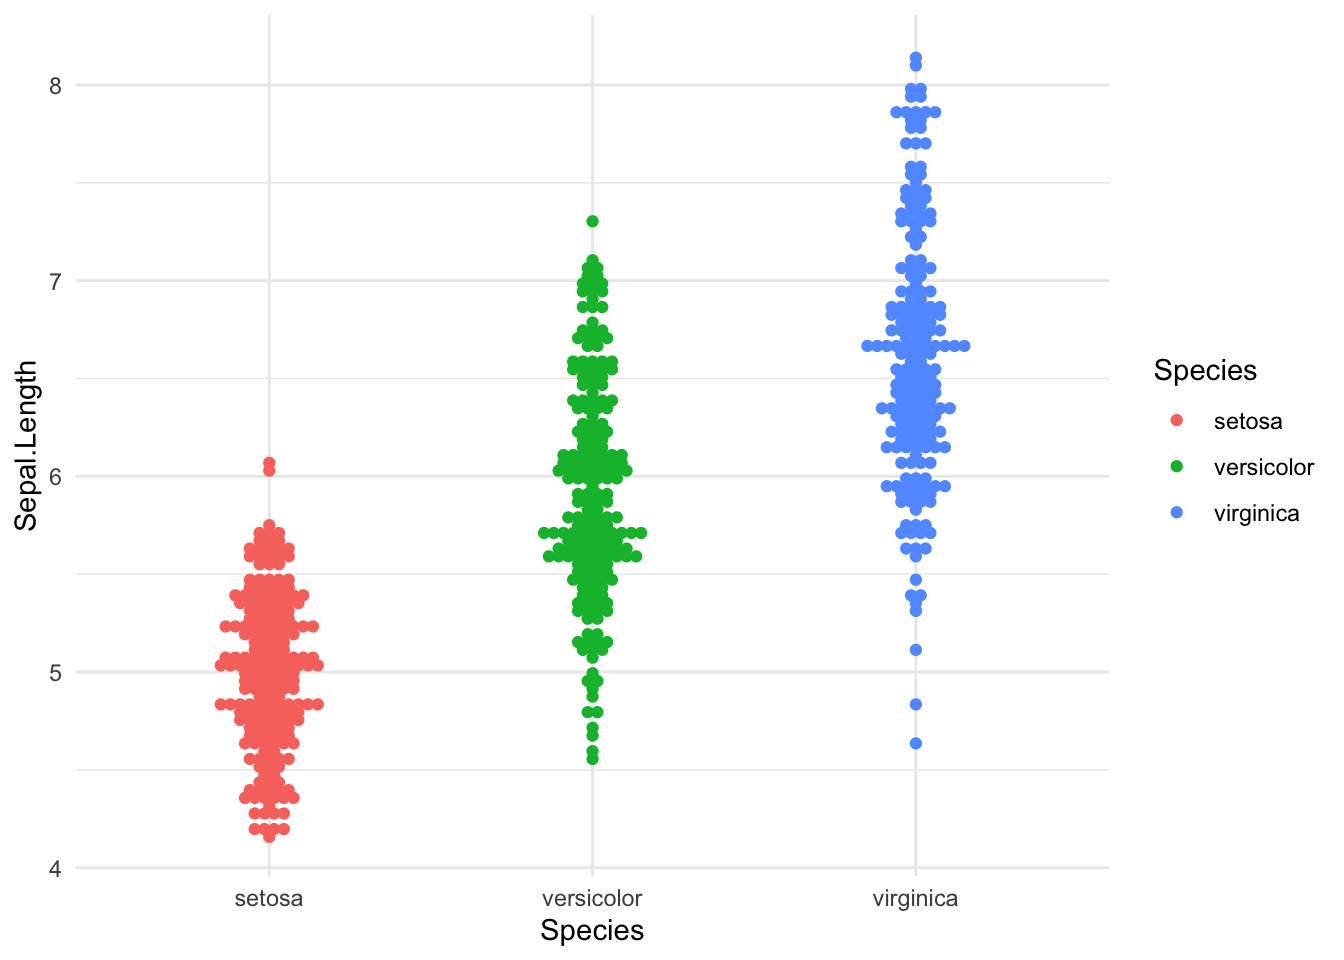 8
7
6
5
4
Sepal.Length
setosa
versicolor
virginica
Species
Species
setosa
versicolor
virginica